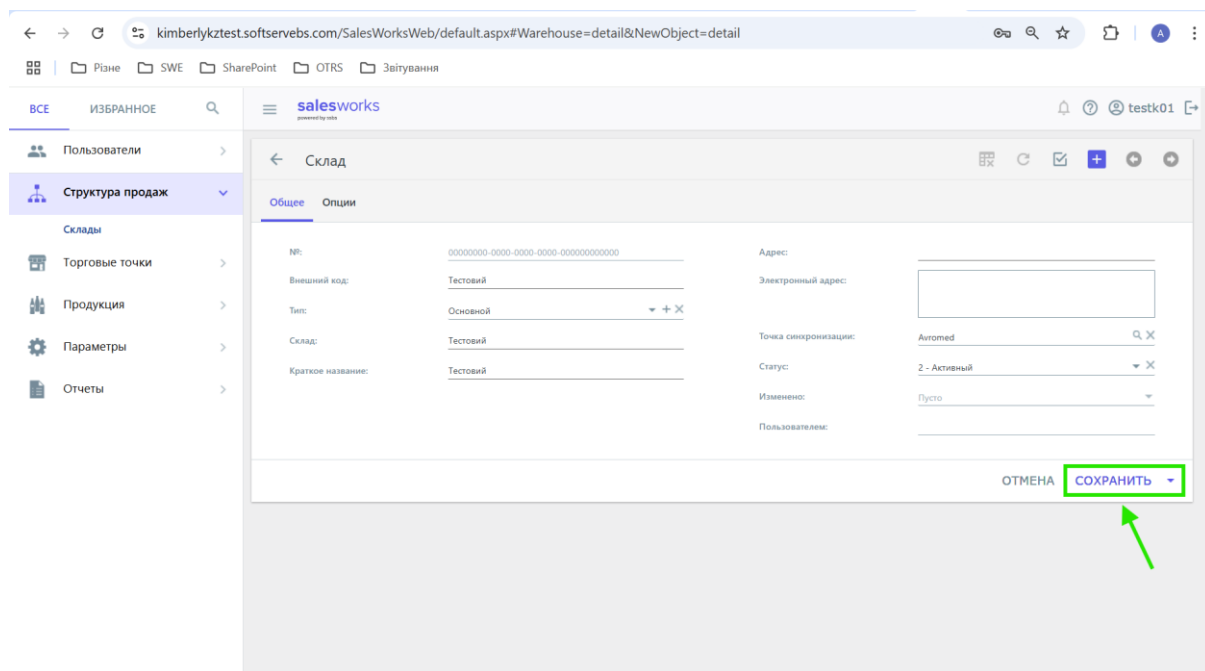 kimberlykztest.softservebs.com/SalesWorksWeb/default.aspx#Warehouse=detail&NewObject=detail
A
Різне SWE SharePoint OTRS Звітування
ВСЕ ИЗБРАННОЕ
salesworks
testk01
Пользователи
Структура продаж
Склады
Торговые точки
Продукция
Параметры
Отчеты
Склад
Общее Опции
№: 00000000-0000-0000-0000-000000000000
Внешний код: Тестовий
Тип: Основной
Склад: Тестовий
Краткое название: Тестовий
Адрес:
Электронный адрес:
Точка синхронизации: Avromed
Статус: 2 - Активный
Изменено: Пусто
Пользователем:
ОТМЕНА СОХРАНИТЬ